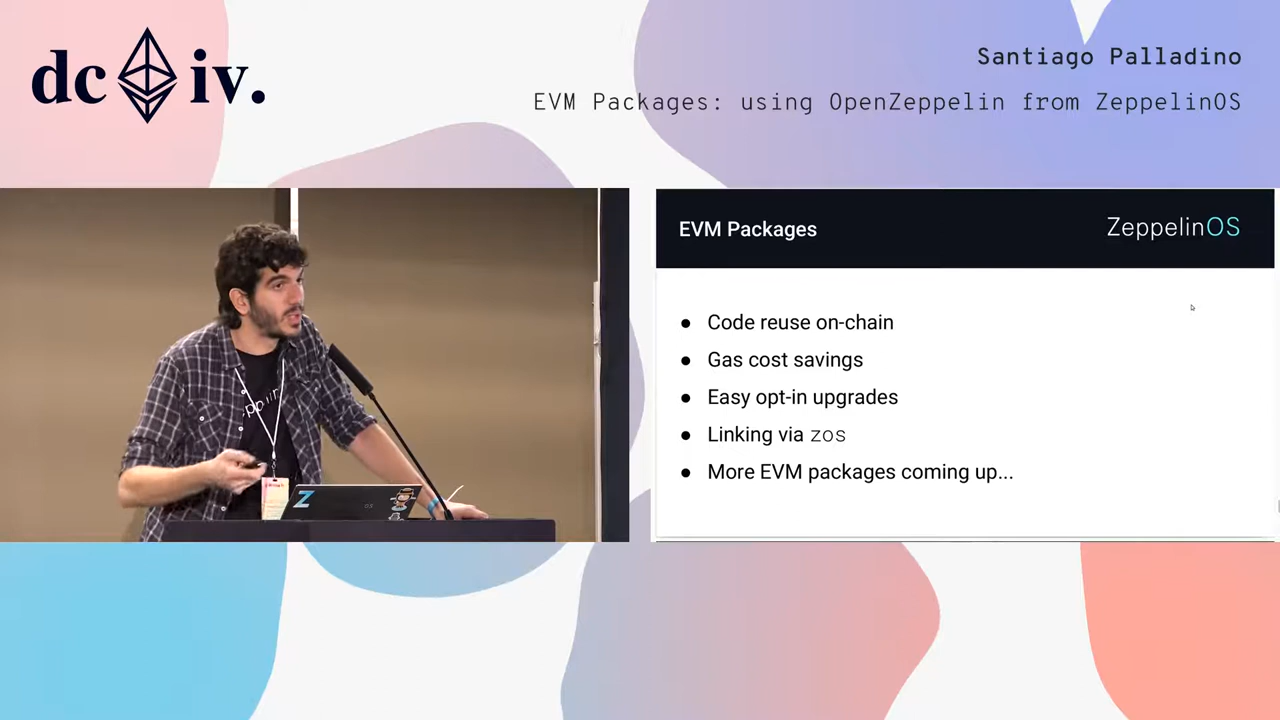 dc iv.
Santiago Palladino
EVM Packages: using OpenZeppelin from ZeppelinOS
EVM Packages
ZeppelinOS
● Code reuse on-chain
● Gas cost savings
● Easy opt-in upgrades
● Linking via zos
● More EVM packages coming up...
Z